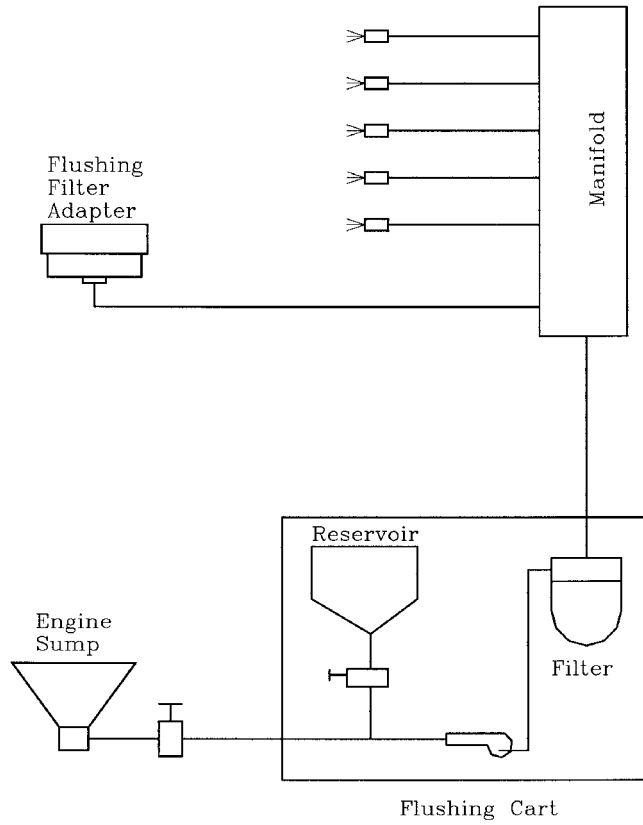 Manifold
Flushing
Filter
Adapter
Reservoir
Engine
Sump
Filter
Flushing Cart